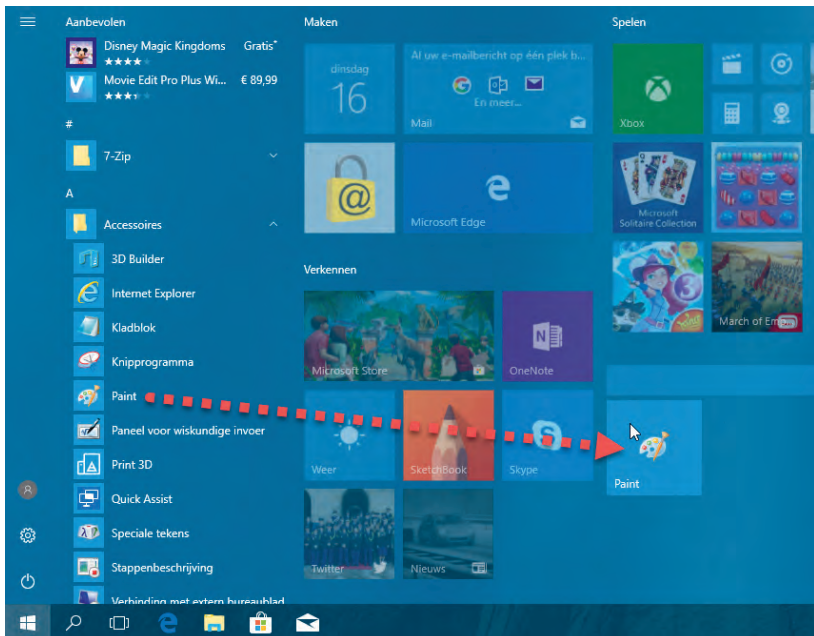 Aanbevolen
Disney Magic Kingdoms Gratis*
Movie Edit Pro Plus Wi... € 89,99
#
7-Zip
A
Accessoires
3D Builder
Internet Explorer
Kladblok
Knipprogramma
Paint
Paneel voor wiskundige invoer
Print 3D
Quick Assist
Speciale tekens
Stappenbeschrijving
Verbinding met extern bureaublad
Maken
dinsdag
16
Al uw e-mailbericht op één plek b...
En meer...
Mail
@
Microsoft Edge
Verkennen
Microsoft Store
N
OneNote
Weer
SketchBook
Skype
Twitter
Nieuws
Spelen
Xbox
Microsoft
Solitaire Collection
3
March of Em
Paint